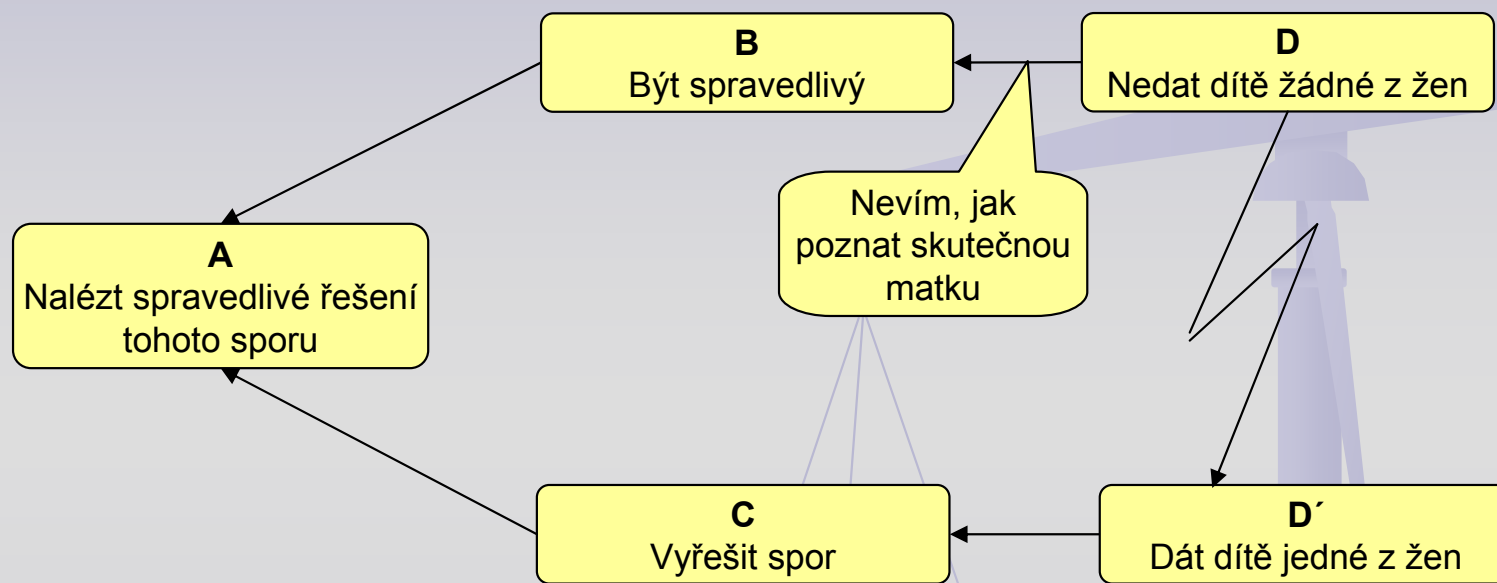 B
Být spravedlivý
D
Nedat dítě žádné z žen
Nevím, jak
poznat skutečnou
matku
A
Nalézt spravedlivé řešení
tohoto sporu
C
Vyřešit spor
D´
Dát dítě jedné z žen